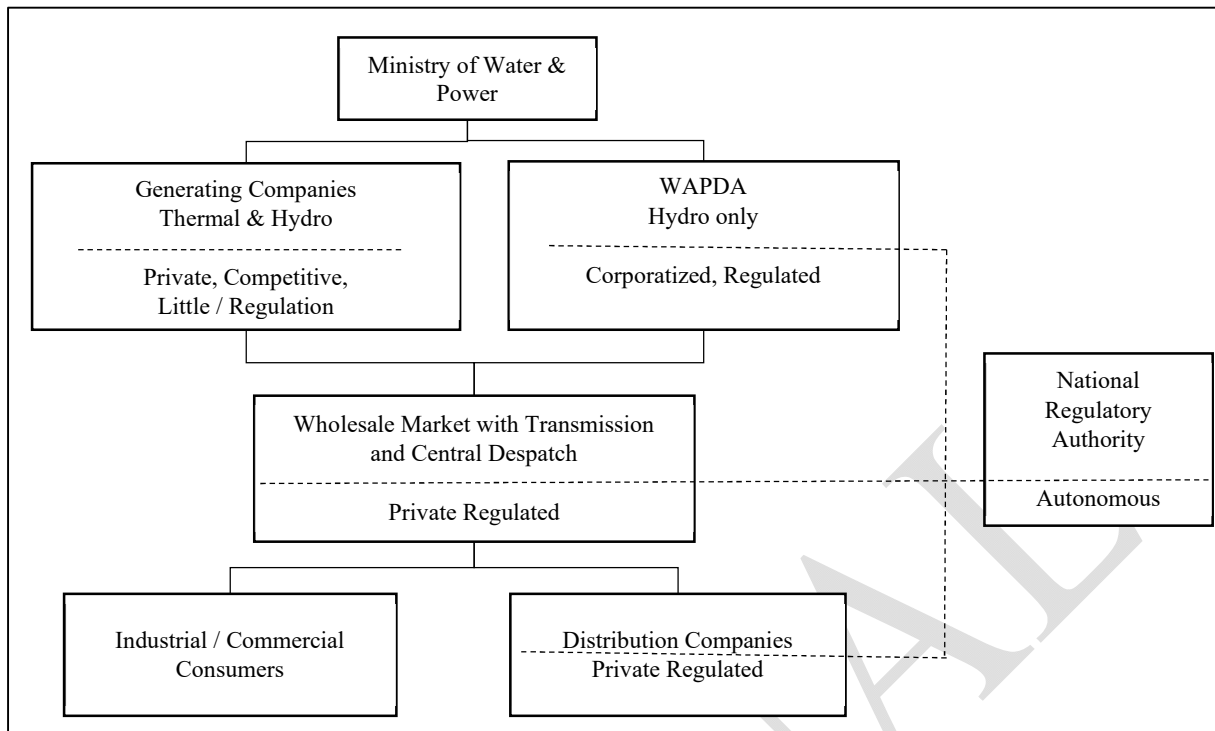 Ministry of Water &
Power
Generating Companies
Thermal & Hydro
Private, Competitive,
Little / Regulation
WAPDA
Hydro only
Corporatized, Regulated
Wholesale Market with Transmission
and Central Despatch
Private Regulated
National
Regulatory
Authority
Autonomous
Industrial / Commercial
Consumers
Distribution Companies
Private Regulated